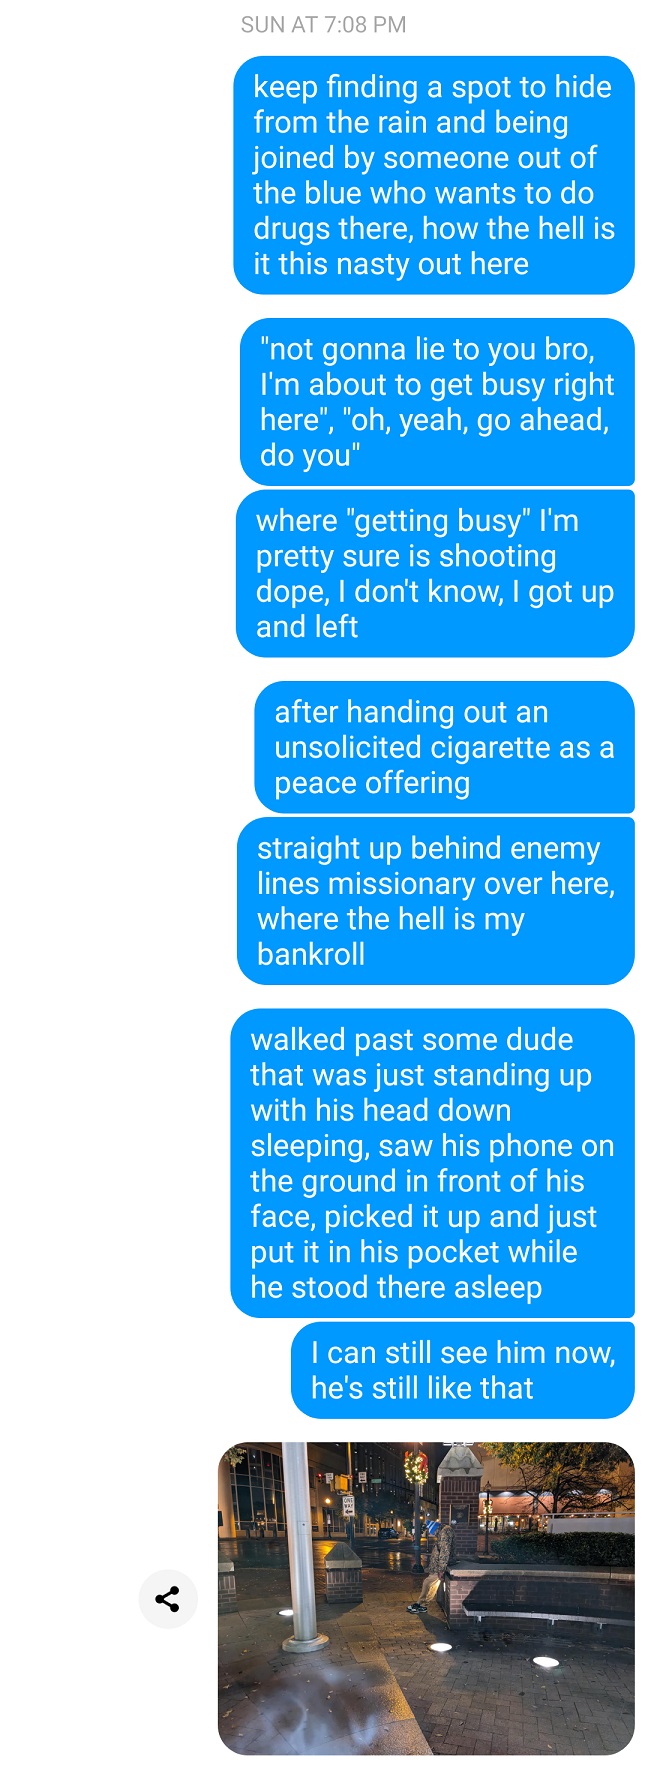 SUN AT 7:08 PM
keep finding a spot to hide
from the rain and being
joined by someone out of
the blue who wants to do
drugs there, how the hell is
it this nasty out here
"not gonna lie to you bro,
I'm about to get busy right
here", "oh, yeah, go ahead,
do you"
where "getting busy" I'm
pretty sure is shooting
dope, I don't know, I got up
and left
after handing out an
unsolicited cigarette as a
peace offering
straight up behind enemy
lines missionary over here,
where the hell is my
bankroll
walked past some dude
that was just standing up
with his head down
sleeping, saw his phone on
the ground in front of his
face, picked it up and just
put it in his pocket while
he stood there asleep
I can still see him now,
he's still like that
ONE
WAY